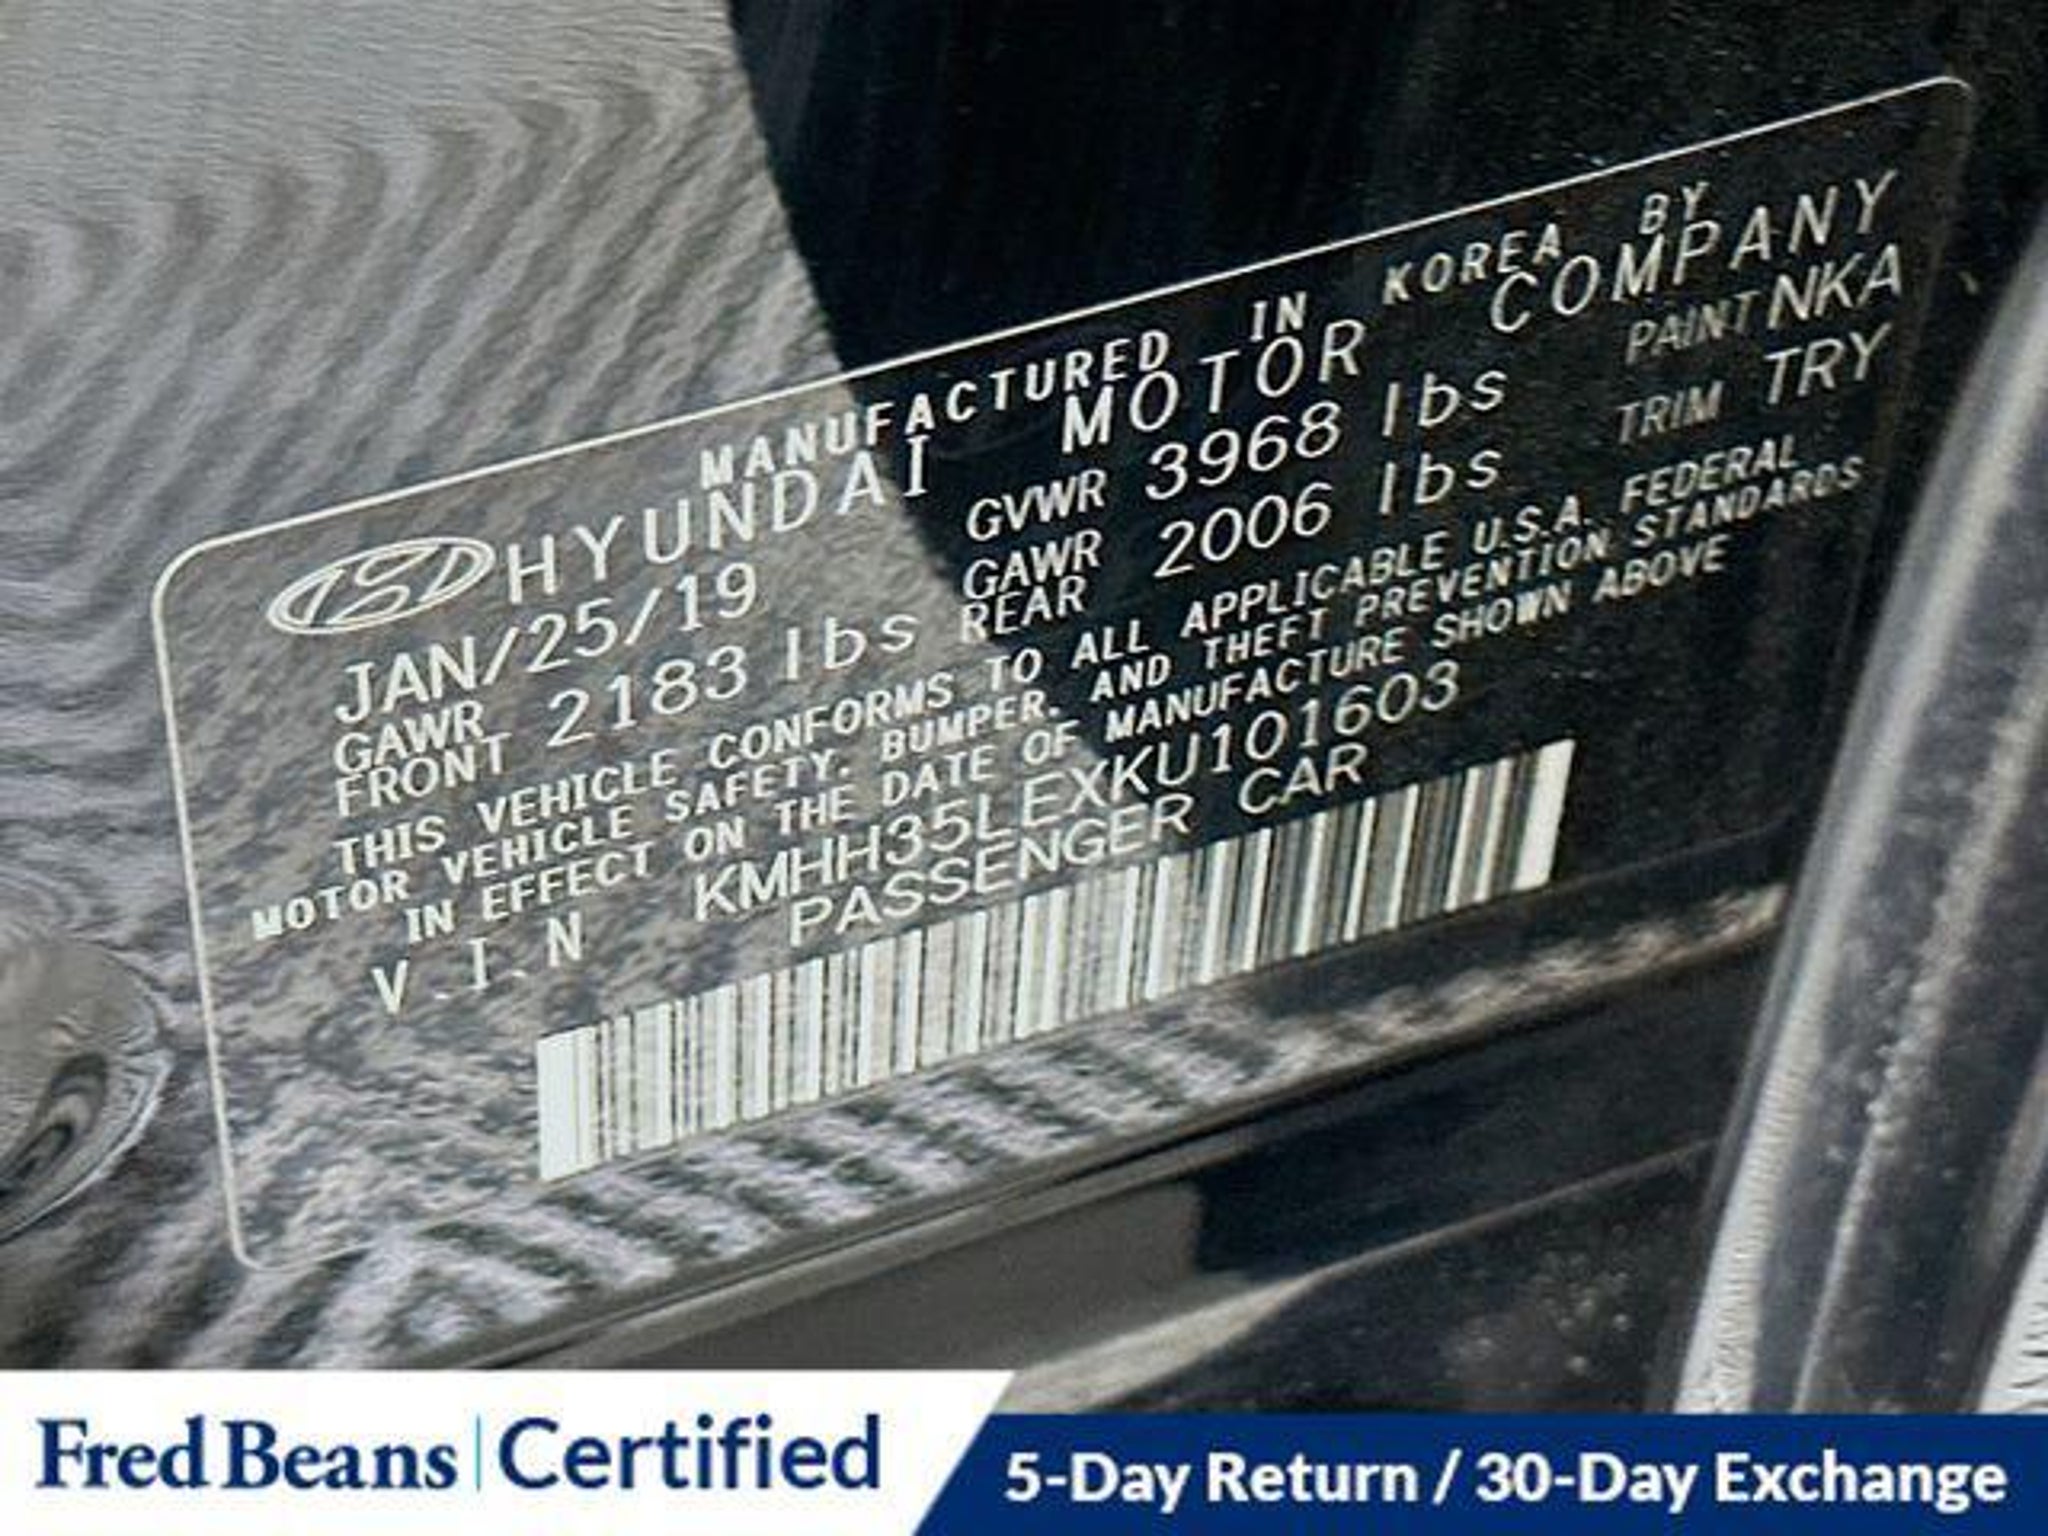 MANUFACTURED IN KOREA BY
HYUNDAI MOTOR COMPANY
JAN/25/19 GVWR 3968 lbs PAINT NKA
GAWR FRONT 2183 lbs GAWR REAR 2006 lbs TRIM TRY
THIS VEHICLE CONFORMS TO ALL APPLICABLE U.S.A. FEDERAL
MOTOR VEHICLE SAFETY, BUMPER, AND THEFT PREVENTION STANDARDS
IN EFFECT ON THE DATE OF MANUFACTURE SHOWN ABOVE
V.I.N KMHH35LEXKU101603
PASSENGER CAR
Fred Beans | Certified
5-Day Return / 30-Day Exchange